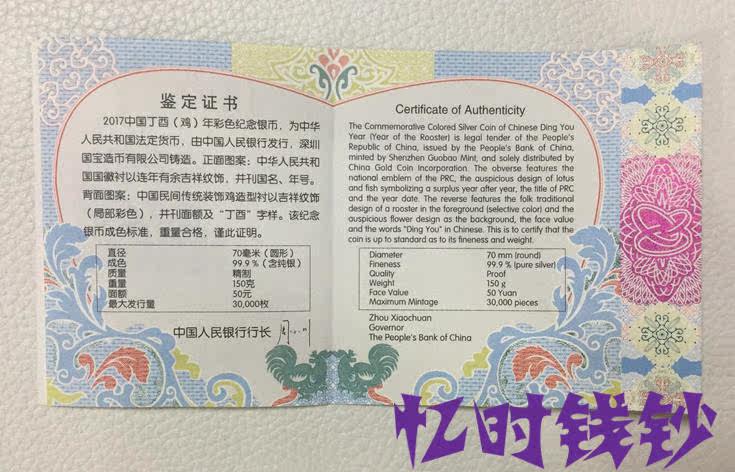 鉴定证书
2017中国丁酉（鸡）年彩色纪念银币，为中华
人民共和国法定货币，由中国人民银行发行，深圳
国宝造币有限公司铸造。正面图案：中华人民共和
国国徽衬以连年有余吉祥纹饰，并刊国名、年号。
背面图案：中国民间传统装饰鸡造型衬以吉祥纹饰
（局部彩色），并刊面额及“丁酉”字样。该纪念
银币成色标准，重量合格，谨此证明。
直径 70毫米（圆形）
成色 99.9％（含纯银）
质量 精制
重量 150克
面额 50元
最大发行量 30,000枚
中国人民银行行长
Certificate of Authenticity
The Commemorative Colored Silver Coin of Chinese Ding You
Year (Year of the Rooster) is legal tender of the People's
Republic of China, issued by the People's Bank of China,
minted by Shenzhen Guobao Mint, and solely distributed by
China Gold Coin Incorporation. The obverse features the
national emblem of the PRC, the auspicious design of lotus
and fish symbolizing a surplus year after year, the title of PRC
and the year date. The reverse features the folk traditional
design of a rooster in the foreground (selective color) and the
auspicious flower design as the background, the face value
and the words "Ding You" in Chinese. This is to certify that the
coin is up to standard as to its fineness and weight.
Diameter 70 mm (round)
Fineness 99.9 % (pure silver)
Quality Proof
Weight 150 g
Face Value 50 Yuan
Maximum Mintage 30,000 pieces
Zhou Xiaochuan
Governor
The People's Bank of China
忆时钱钞